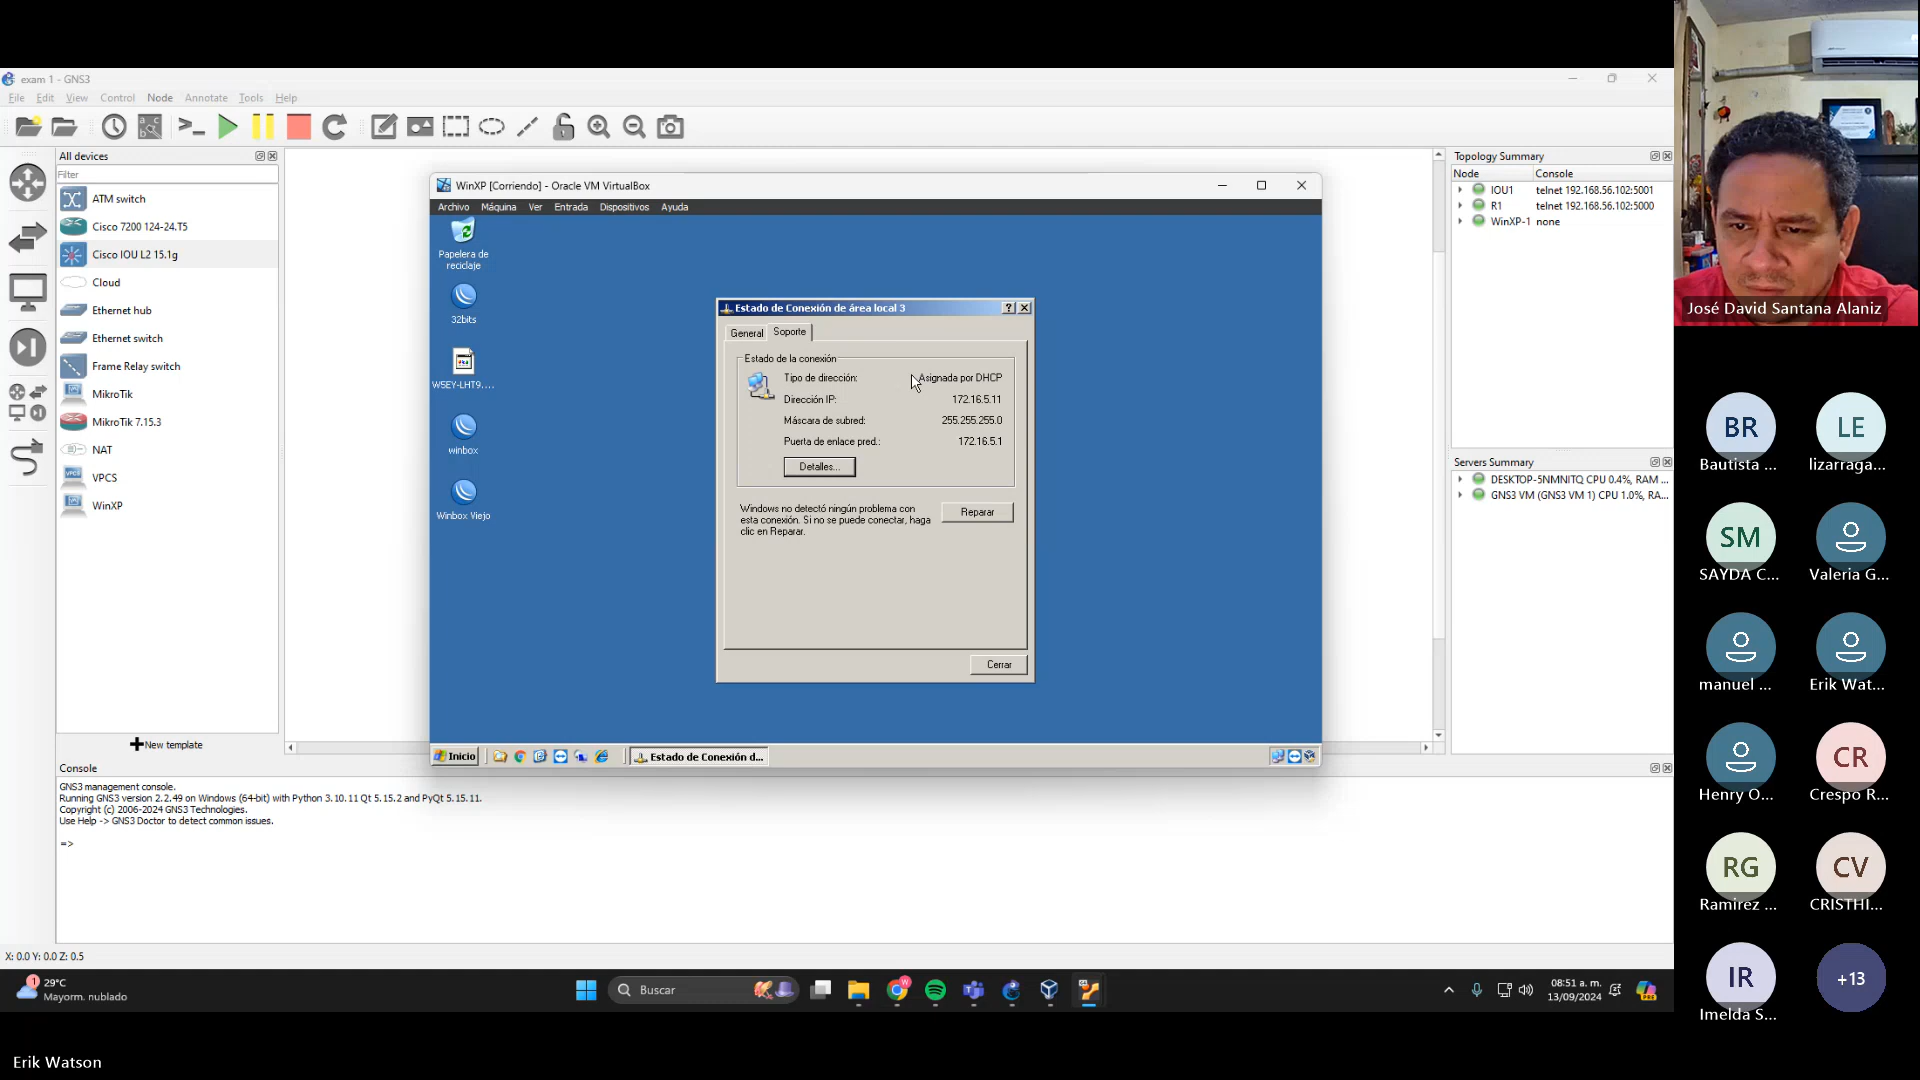 exam 1 - GNS3
File Edit View Control Node Annotate Tools Help
All devices
Filter
ATM switch
Cisco 7200 124-24.T5
Cisco IOU L2 15.1g
Cloud
Ethernet hub
Ethernet switch
Frame Relay switch
MikroTik
MikroTik 7.15.3
NAT
VPCS
WinXP
New template
WinXP [Corriendo] - Oracle VM VirtualBox
Archivo Máquina Ver Entrada Dispositivos Ayuda
Papelera de
reciclaje
32bits
WSEY-LHT9....
winbox
Winbox Viejo
Estado de Conexión de área local 3
General Soporte
Estado de la conexión
Tipo de dirección: Asignada por DHCP
Dirección IP: 172.16.5.11
Máscara de subred: 255.255.255.0
Puerta de enlace pred.: 172.16.5.1
Detalles...
Windows no detectó ningún problema con
esta conexión. Si no se puede conectar, haga
clic en Reparar.
Reparar
Cerrar
Inicio
Estado de Conexión d...
Topology Summary
Node Console
IOU1 telnet 192.168.56.102:5001
R1 telnet 192.168.56.102:5000
WinXP-1 none
Servers Summary
DESKTOP-5NMNITQ CPU 0.4%, RAM ...
GNS3 VM (GNS3 VM 1) CPU 1.0%, RA...
Console
GNS3 management console.
Running GNS3 version 2.2.49 on Windows (64-bit) with Python 3.10.11 Qt 5.15.2 and PyQt 5.15.11.
Copyright (c) 2006-2024 GNS3 Technologies.
Use Help -> GNS3 Doctor to detect common issues.
=>
X: 0.0 Y: 0.0 Z: 0.5
1
29°C
Mayorm. nublado
Buscar
08:51 a. m.
13/09/2024
Erik Watson
José David Santana Alaniz
BR
Bautista ...
LE
lizarraga...
SM
SAYDA C...
Valeria G...
manuel ...
Erik Wat...
Henry O...
CR
Crespo R...
RG
Ramirez ...
CV
CRISTHI...
IR
Imelda S...
+13